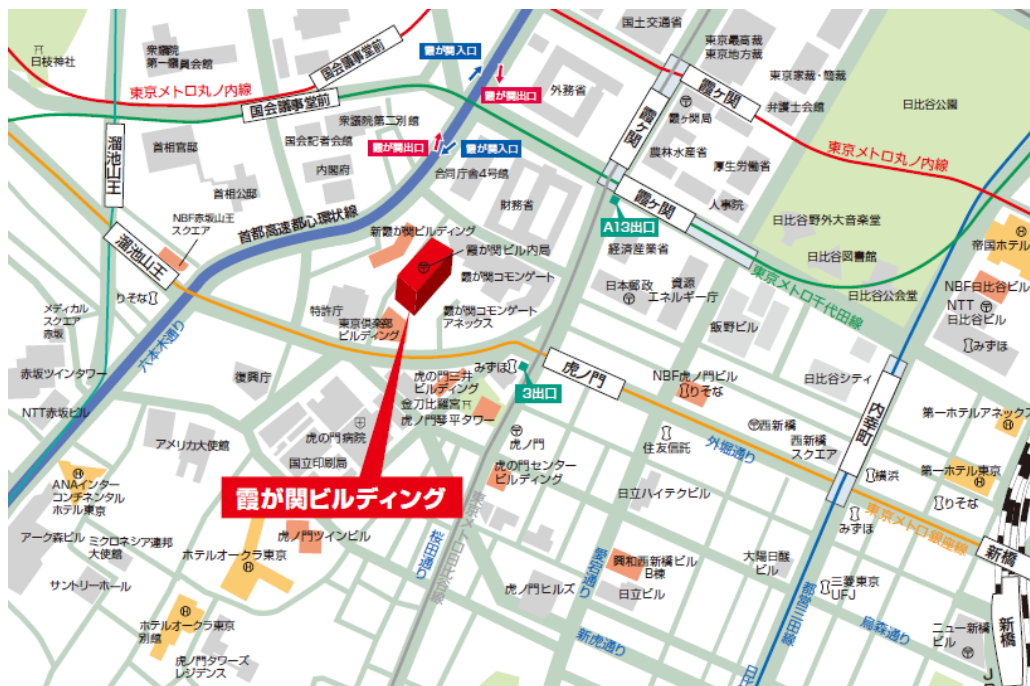 国土交通省
東京最高裁
東京地方裁
日枝神社
衆議院
第一議員会館
国会議事堂前
霞が関入口
霞が関出口
外務省
霞ケ関
東京家裁・簡裁
弁護士会館
日比谷公園
東京メトロ丸ノ内線
国会議事堂前
霞ケ関
霞ヶ関局
衆議院第二別館
国会記者会館
霞が関出口
霞が関入口
農林水産省
厚生労働省
東京メトロ丸ノ内線
溜池山王
首相官邸
内閣府
合同庁舎4号館
首相公邸
財務省
霞ケ関
人事院
NBF赤坂山王
スクエア
首都高速都心環状線
新霞が関ビルディング
A13出口
日比谷野外大音楽堂
溜池山王
霞が関ビル内局
経済産業省
日比谷図書館
帝国ホテル
霞が関コモンゲート
東京メトロ千代田線
日本郵政
資源
エネルギー庁
日比谷公会堂
NBF日比谷ビル
NTT
日比谷ビル
メディカル
スクエア
赤坂
りそな
特許庁
霞が関コモンゲート
アネックス
東京倶楽部
ビルディング
飯野ビル
みずほ
六本木通り
赤坂ツインタワー
復興庁
虎の門三井
ビルディング
みずほ
虎ノ門
3出口
NBF虎ノ門ビル
りそな
日比谷シティ
内幸町
NTT赤坂ビル
金刀比羅宮
虎ノ門琴平タワー
第一ホテルアネックス
アメリカ大使館
虎の門病院
虎ノ門
西新橋
西新橋
スクエア
外堀通り
住友信託
国立印刷局
虎の門センター
ビルディング
横浜
第一ホテル東京
ANAインター
コンチネンタル
ホテル東京
霞が関ビルディング
日立ハイテクビル
りそな
みずほ
東京メトロ銀座線
アーク森ビル
ミクロネシア連邦
大使館
虎ノ門ツインビル
ホテルオークラ東京
桜田通り
東京メトロ日比谷線
愛宕通り
興和西新橋ビル
B棟
大陽日酸
ビル
新橋
サントリーホール
虎ノ門ヒルズ
日立ビル
都営三田線
三菱東京
UFJ
ホテルオークラ東京
別館
新虎通り
烏森通り
ニュー新橋
ビル
新橋
虎ノ門タワーズ
レジデンス